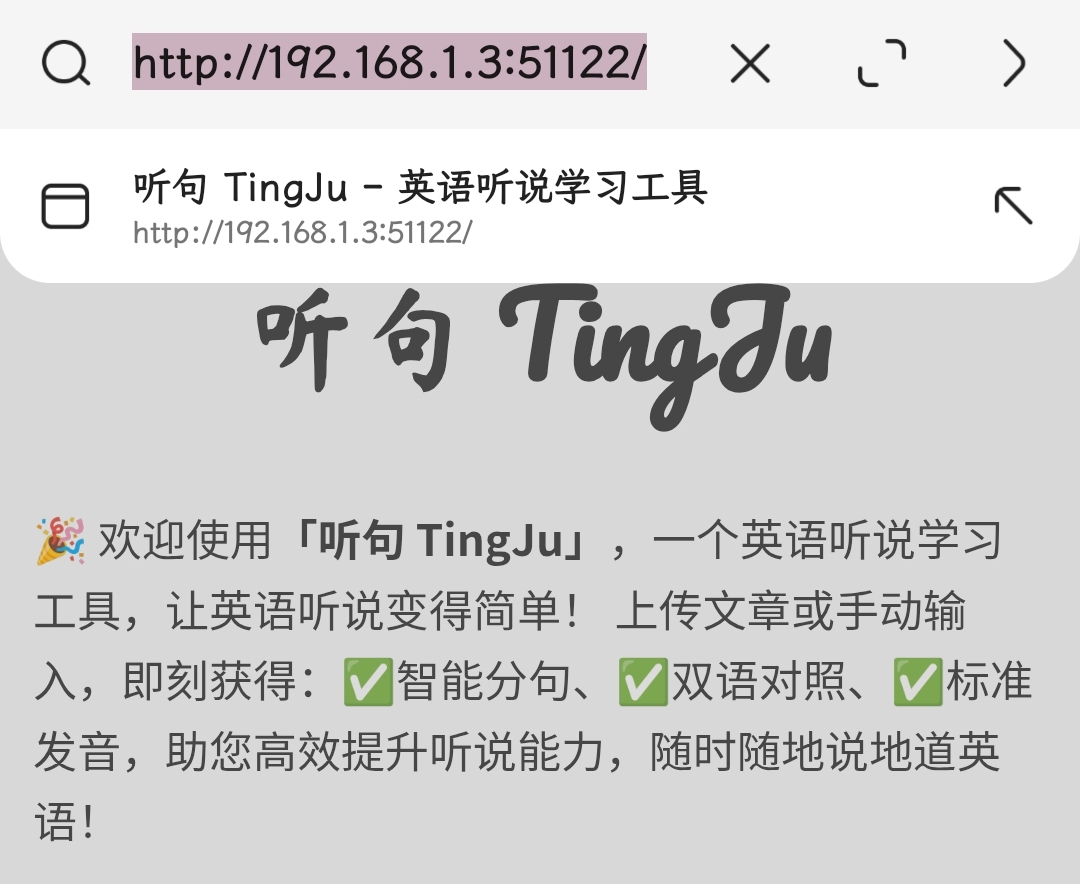 http://192.168.1.3:51122/
听句 TingJu - 英语听说学习工具
http://192.168.1.3:51122/
听句 TingJu
🎉 欢迎使用「听句 TingJu」，一个英语听说学习
工具，让英语听说变得简单！ 上传文章或手动输
入，即刻获得：✅智能分句、✅双语对照、✅标准
发音，助您高效提升听说能力，随时随地说地道英
语！